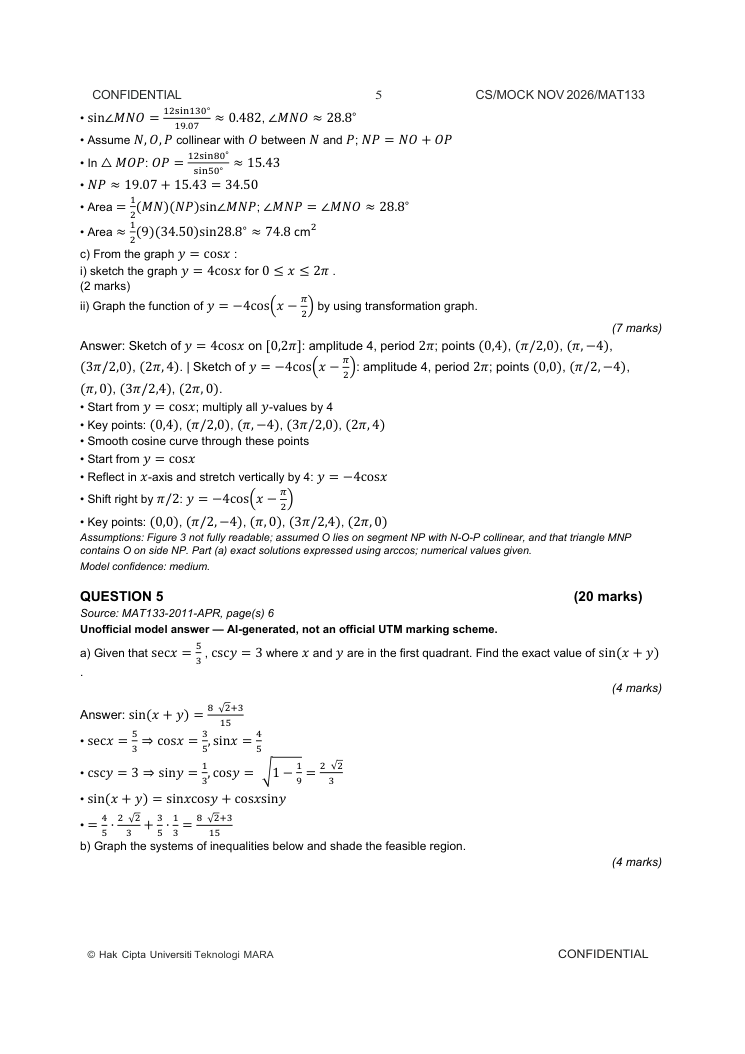 CONFIDENTIAL 5 CS/MOCK NOV 2026/MAT133
• sin∠MNO = 12sin130°/19.07 ≈ 0.482, ∠MNO ≈ 28.8°
• Assume N, O, P collinear with O between N and P; NP = NO + OP
• In △ MOP: OP = 12sin80°/sin50° ≈ 15.43
• NP ≈ 19.07 + 15.43 = 34.50
• Area = 1/2(MN)(NP)sin∠MNP; ∠MNP = ∠MNO ≈ 28.8°
• Area ≈ 1/2(9)(34.50)sin28.8° ≈ 74.8 cm²
c) From the graph y = cosx :
i) sketch the graph y = 4cosx for 0 ≤ x ≤ 2π .
(2 marks)
ii) Graph the function of y = −4cos(x − π/2) by using transformation graph.
(7 marks)
Answer: Sketch of y = 4cosx on [0,2π]: amplitude 4, period 2π; points (0,4), (π/2,0), (π,−4),
(3π/2,0), (2π,4). | Sketch of y = −4cos(x − π/2): amplitude 4, period 2π; points (0,0), (π/2,−4),
(π,0), (3π/2,4), (2π,0).
• Start from y = cosx; multiply all y-values by 4
• Key points: (0,4), (π/2,0), (π,−4), (3π/2,0), (2π,4)
• Smooth cosine curve through these points
• Start from y = cosx
• Reflect in x-axis and stretch vertically by 4: y = −4cosx
• Shift right by π/2: y = −4cos(x − π/2)
• Key points: (0,0), (π/2,−4), (π,0), (3π/2,4), (2π,0)
Assumptions: Figure 3 not fully readable; assumed O lies on segment NP with N-O-P collinear, and that triangle MNP
contains O on side NP. Part (a) exact solutions expressed using arccos; numerical values given.
Model confidence: medium.
QUESTION 5 (20 marks)
Source: MAT133-2011-APR, page(s) 6
Unofficial model answer — AI-generated, not an official UTM marking scheme.
a) Given that secx = 5/3 , cscy = 3 where x and y are in the first quadrant. Find the exact value of sin(x + y)
.
(4 marks)
Answer: sin(x + y) = (8√2+3)/15
• secx = 5/3 ⇒ cosx = 3/5, sinx = 4/5
• cscy = 3 ⇒ siny = 1/3, cosy = √(1 − 1/9) = 2√2/3
• sin(x + y) = sinxcosy + cosxsiny
• = 4/5 · 2√2/3 + 3/5 · 1/3 = (8√2+3)/15
b) Graph the systems of inequalities below and shade the feasible region.
(4 marks)
© Hak Cipta Universiti Teknologi MARA CONFIDENTIAL